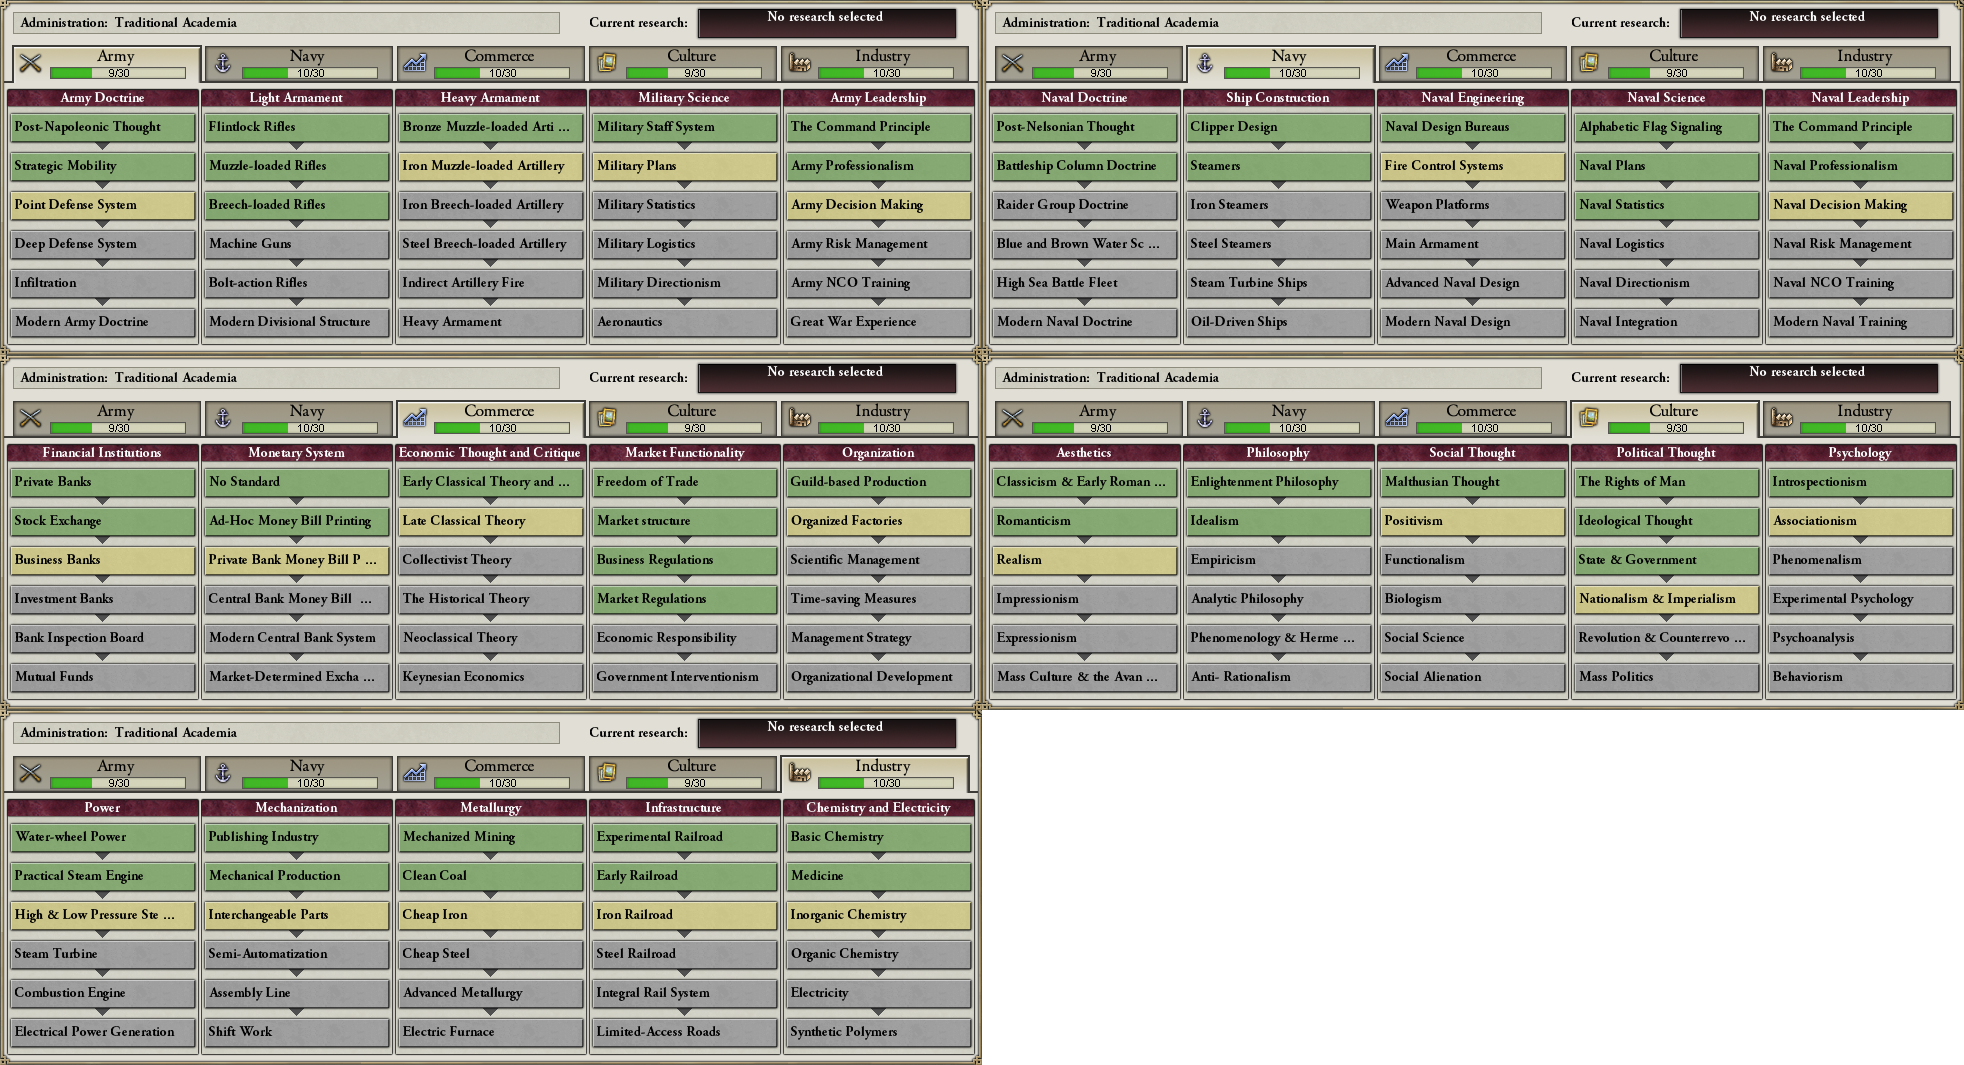 Administration: Traditional Academia
Current research:
No research selected
Army
9/30
Navy
10/30
Commerce
10/30
Culture
9/30
Industry
10/30
Army Doctrine
Post-Napoleonic Thought
Strategic Mobility
Point Defense System
Deep Defense System
Infiltration
Modern Army Doctrine
Light Armament
Flintlock Rifles
Muzzle-loaded Rifles
Breech-loaded Rifles
Machine Guns
Bolt-action Rifles
Modern Divisional Structure
Heavy Armament
Bronze Muzzle-loaded Arti ...
Iron Muzzle-loaded Artillery
Iron Breech-loaded Artillery
Steel Breech-loaded Artillery
Indirect Artillery Fire
Heavy Armament
Military Science
Military Staff System
Military Plans
Military Statistics
Military Logistics
Military Directionism
Aeronautics
Army Leadership
The Command Principle
Army Professionalism
Army Decision Making
Army Risk Management
Army NCO Training
Great War Experience
Administration: Traditional Academia
Current research:
No research selected
Army
9/30
Navy
10/30
Commerce
10/30
Culture
9/30
Industry
10/30
Naval Doctrine
Post-Nelsonian Thought
Battleship Column Doctrine
Raider Group Doctrine
Blue and Brown Water Sc ...
High Sea Battle Fleet
Modern Naval Doctrine
Ship Construction
Clipper Design
Steamers
Iron Steamers
Steel Steamers
Steam Turbine Ships
Oil-Driven Ships
Naval Engineering
Naval Design Bureaus
Fire Control Systems
Weapon Platforms
Main Armament
Advanced Naval Design
Modern Naval Design
Naval Science
Alphabetic Flag Signaling
Naval Plans
Naval Statistics
Naval Logistics
Naval Directionism
Naval Integration
Naval Leadership
The Command Principle
Naval Professionalism
Naval Decision Making
Naval Risk Management
Naval NCO Training
Modern Naval Training
Administration: Traditional Academia
Current research:
No research selected
Army
9/30
Navy
10/30
Commerce
10/30
Culture
9/30
Industry
10/30
Financial Institutions
Private Banks
Stock Exchange
Business Banks
Investment Banks
Bank Inspection Board
Mutual Funds
Monetary System
No Standard
Ad-Hoc Money Bill Printing
Private Bank Money Bill P ...
Central Bank Money Bill ...
Modern Central Bank System
Market-Determined Excha ...
Economic Thought and Critique
Early Classical Theory and ...
Late Classical Theory
Collectivist Theory
The Historical Theory
Neoclassical Theory
Keynesian Economics
Market Functionality
Freedom of Trade
Market structure
Business Regulations
Market Regulations
Economic Responsibility
Government Interventionism
Organization
Guild-based Production
Organized Factories
Scientific Management
Time-saving Measures
Management Strategy
Organizational Development
Administration: Traditional Academia
Current research:
No research selected
Army
9/30
Navy
10/30
Commerce
10/30
Culture
9/30
Industry
10/30
Aesthetics
Classicism & Early Roman ...
Romanticism
Realism
Impressionism
Expressionism
Mass Culture & the Avan ...
Philosophy
Enlightenment Philosophy
Idealism
Empiricism
Analytic Philosophy
Phenomenology & Herme ...
Anti- Rationalism
Social Thought
Malthusian Thought
Positivism
Functionalism
Biologism
Social Science
Social Alienation
Political Thought
The Rights of Man
Ideological Thought
State & Government
Nationalism & Imperialism
Revolution & Counterrevo ...
Mass Politics
Psychology
Introspectionism
Associationism
Phenomenalism
Experimental Psychology
Psychoanalysis
Behaviorism
Administration: Traditional Academia
Current research:
No research selected
Army
9/30
Navy
10/30
Commerce
10/30
Culture
9/30
Industry
10/30
Power
Water-wheel Power
Practical Steam Engine
High & Low Pressure Ste ...
Steam Turbine
Combustion Engine
Electrical Power Generation
Mechanization
Publishing Industry
Mechanical Production
Interchangeable Parts
Semi-Automatization
Assembly Line
Shift Work
Metallurgy
Mechanized Mining
Clean Coal
Cheap Iron
Cheap Steel
Advanced Metallurgy
Electric Furnace
Infrastructure
Experimental Railroad
Early Railroad
Iron Railroad
Steel Railroad
Integral Rail System
Limited-Access Roads
Chemistry and Electricity
Basic Chemistry
Medicine
Inorganic Chemistry
Organic Chemistry
Electricity
Synthetic Polymers